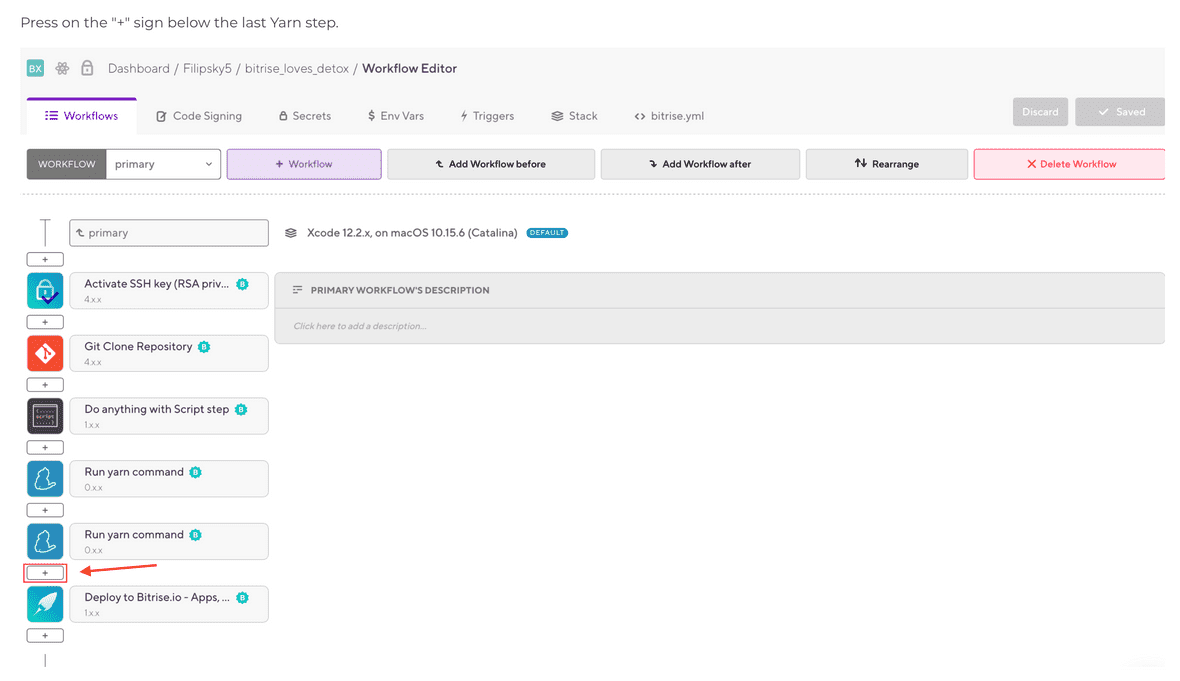 Press on the "+" sign below the last Yarn step.
BX Dashboard / Filipsky5 / bitrise_loves_detox / Workflow Editor
Workflows Code Signing Secrets $ Env Vars Triggers Stack <> bitrise.yml Discard Saved
WORKFLOW primary + Workflow Add Workflow before Add Workflow after Rearrange Delete Workflow
primary Xcode 12.2.x, on macOS 10.15.6 (Catalina) DEFAULT
+
Activate SSH key (RSA priv... B
4.x.x
PRIMARY WORKFLOW'S DESCRIPTION
Click here to add a description...
+
Git Clone Repository B
4.x.x
+
script
Do anything with Script step B
1.x.x
+
Run yarn command B
0.x.x
+
Run yarn command B
0.x.x
+
Deploy to Bitrise.io - Apps, ... B
1.x.x
+